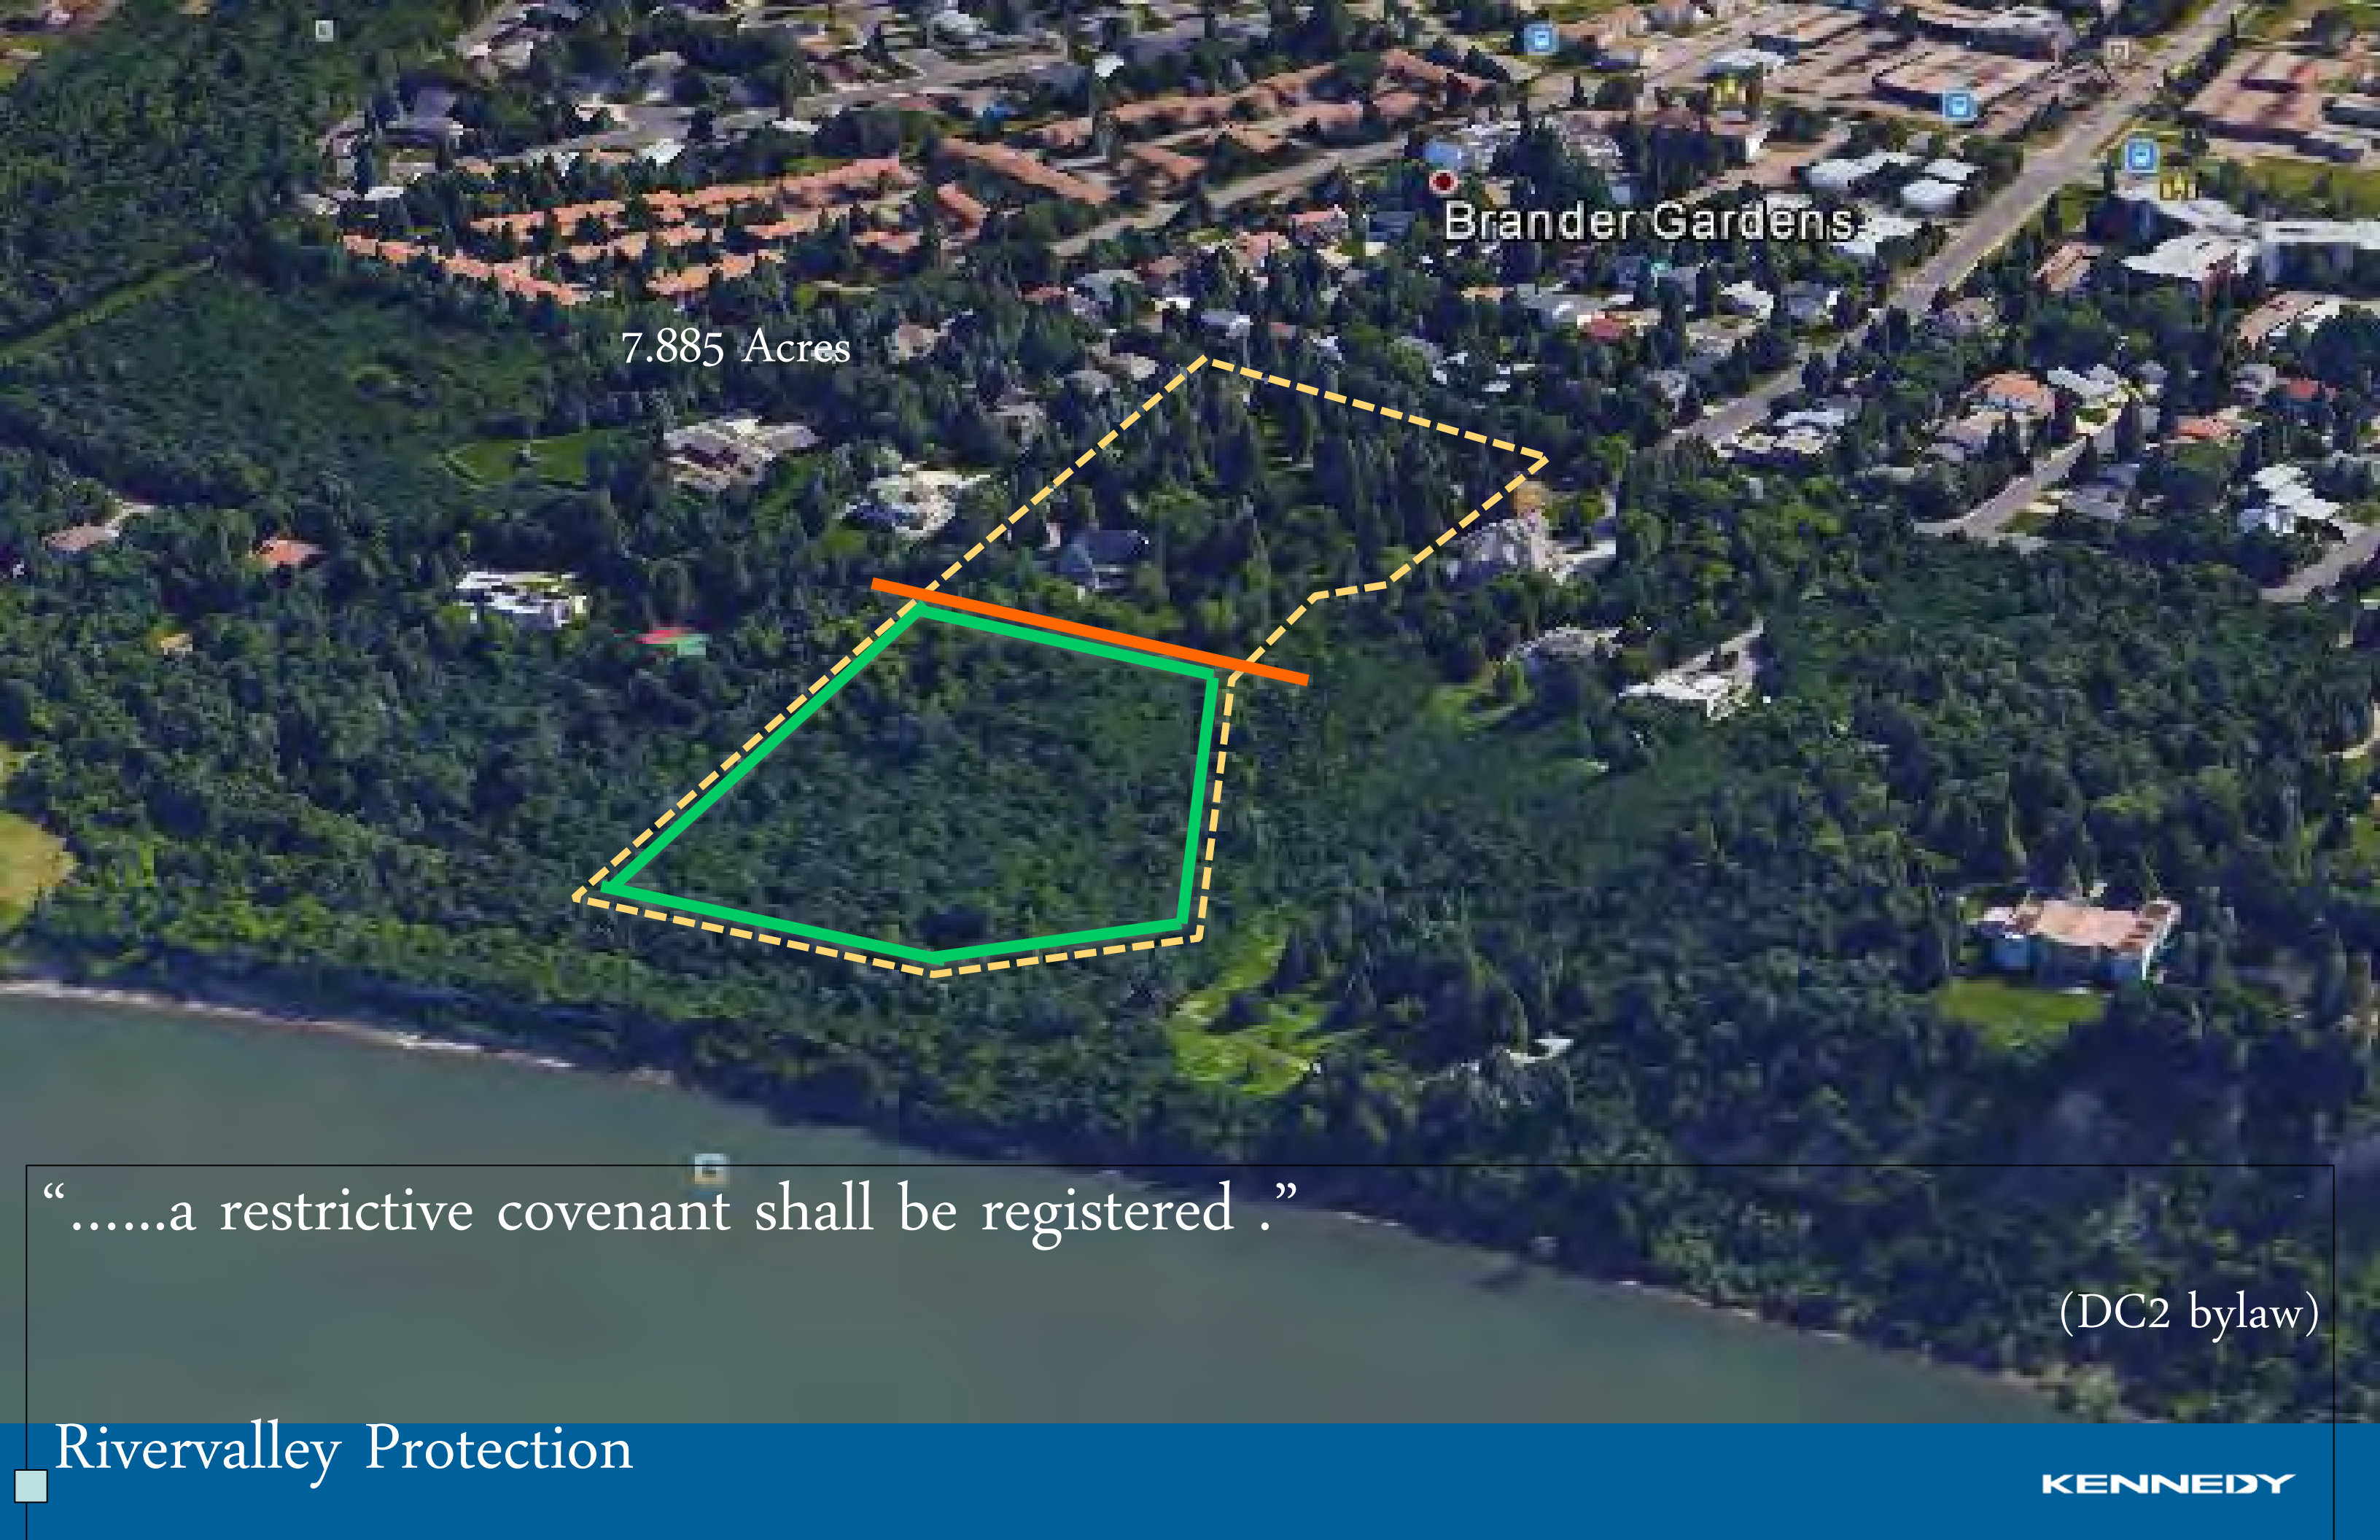 Brander Gardens
7.885 Acres
“……a restrictive covenant shall be registered .”
(DC2 bylaw)
Rivervalley Protection
KENNEDY